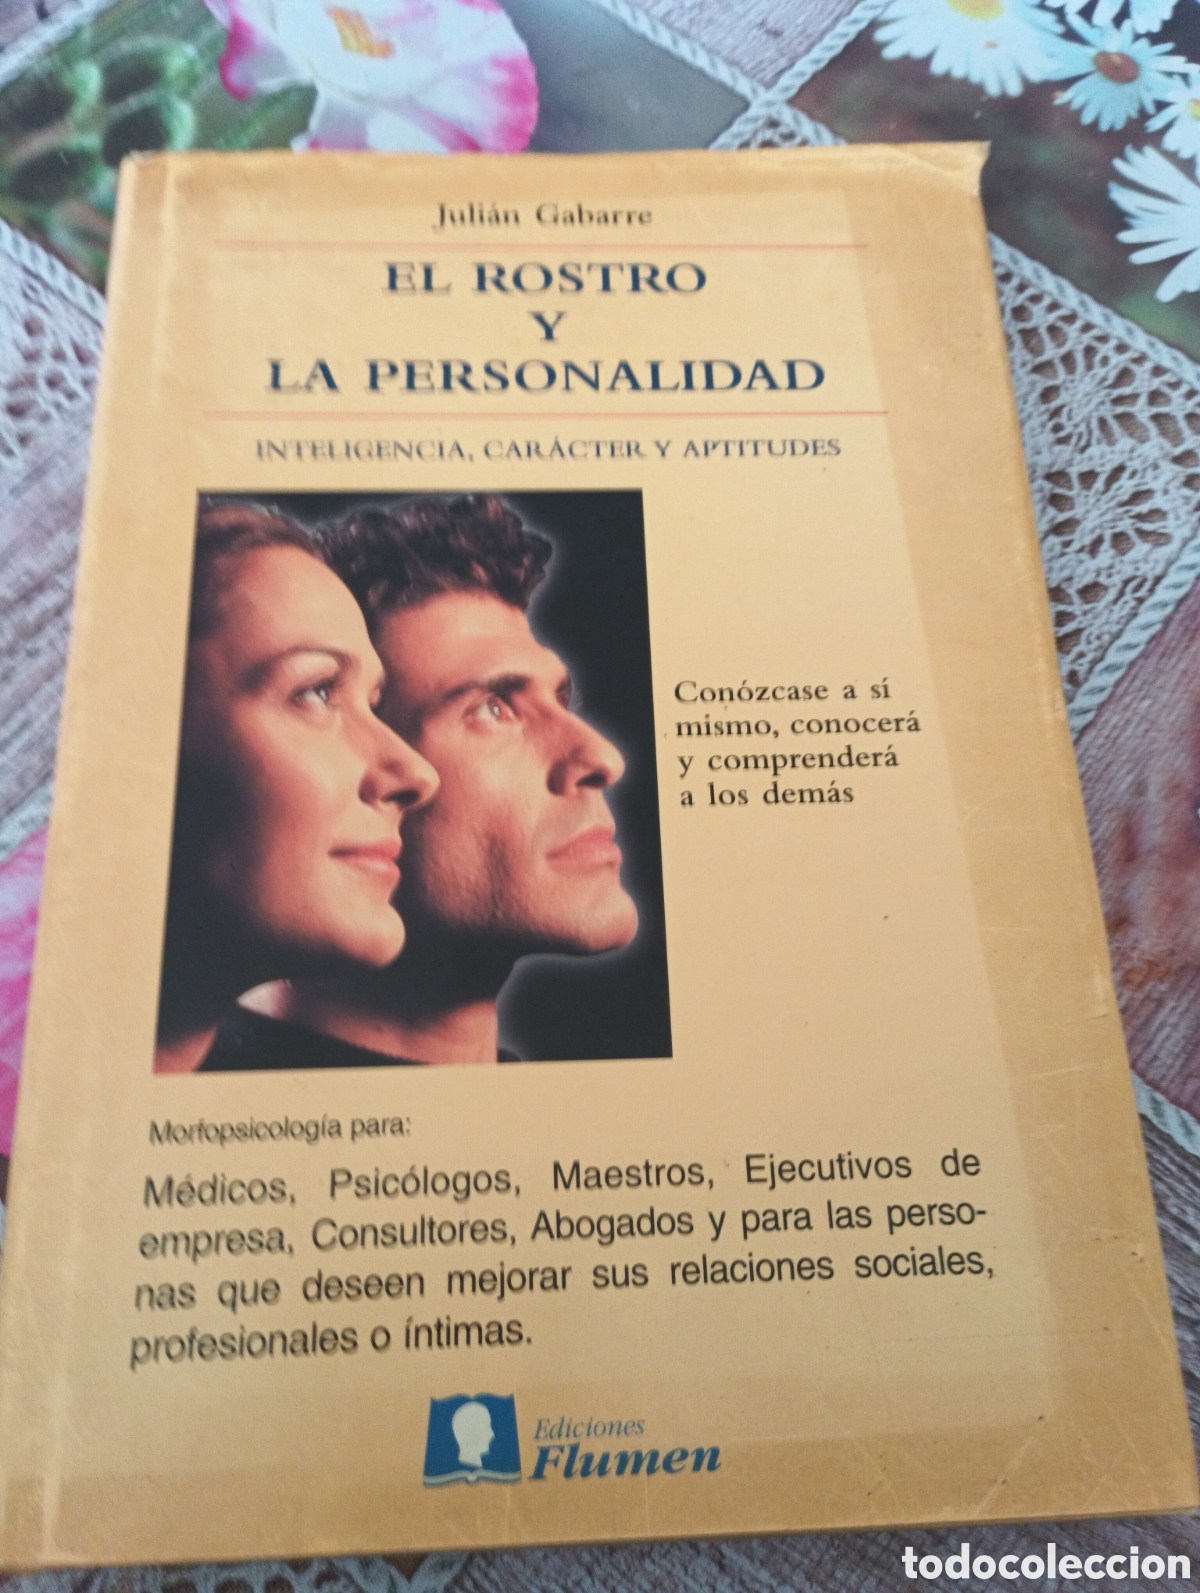 Julián Gabarre
EL ROSTRO
Y
LA PERSONALIDAD
INTELIGENCIA, CARÁCTER Y APTITUDES
Conózcase a sí
mismo, conocerá
y comprenderá
a los demás
Morfopsicología para:
Médicos, Psicólogos, Maestros, Ejecutivos de
empresa, Consultores, Abogados y para las perso-
nas que deseen mejorar sus relaciones sociales,
profesionales o íntimas.
Ediciones
Flumen
todocoleccion